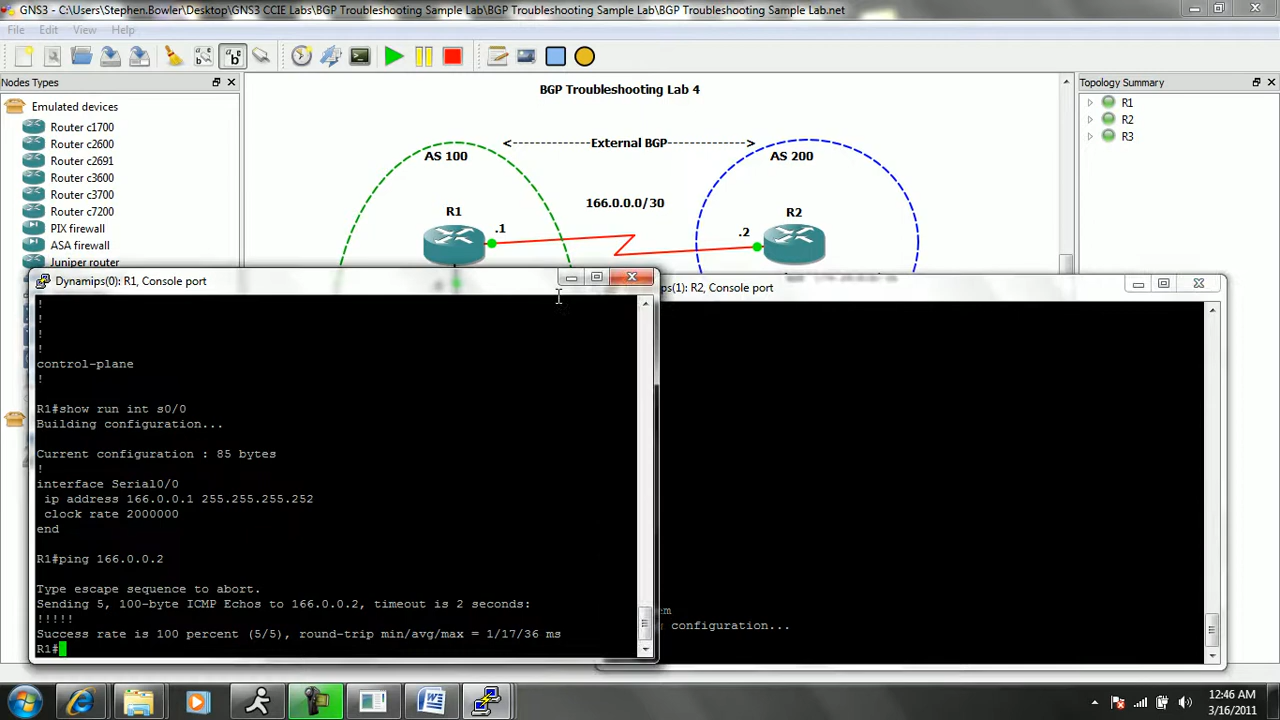 GNS3 - C:\Users\Stephen.Bowler\Desktop\GNS3 CCIE Labs\BGP Troubleshooting Sample Lab\BGP Troubleshooting Sample Lab\BGP Troubleshooting Sample Lab.net
File Edit View Help
Nodes Types
Emulated devices
Router c1700
Router c2600
Router c2691
Router c3600
Router c3700
Router c7200
PIX firewall
ASA firewall
Juniper router
BGP Troubleshooting Lab 4
External BGP
AS 100
AS 200
166.0.0.0/30
R1
.1
R2
.2
Topology Summary
R1
R2
R3
Dynamips(0): R1, Console port
!
!
!
!
control-plane
!
R1#show run int s0/0
Building configuration...
Current configuration : 85 bytes
!
interface Serial0/0
ip address 166.0.0.1 255.255.255.252
clock rate 2000000
end
R1#ping 166.0.0.2
Type escape sequence to abort.
Sending 5, 100-byte ICMP Echos to 166.0.0.2, timeout is 2 seconds:
!!!!!
Success rate is 100 percent (5/5), round-trip min/avg/max = 1/17/36 ms
R1#
ps(1): R2, Console port
em
configuration...
12:46 AM
3/16/2011